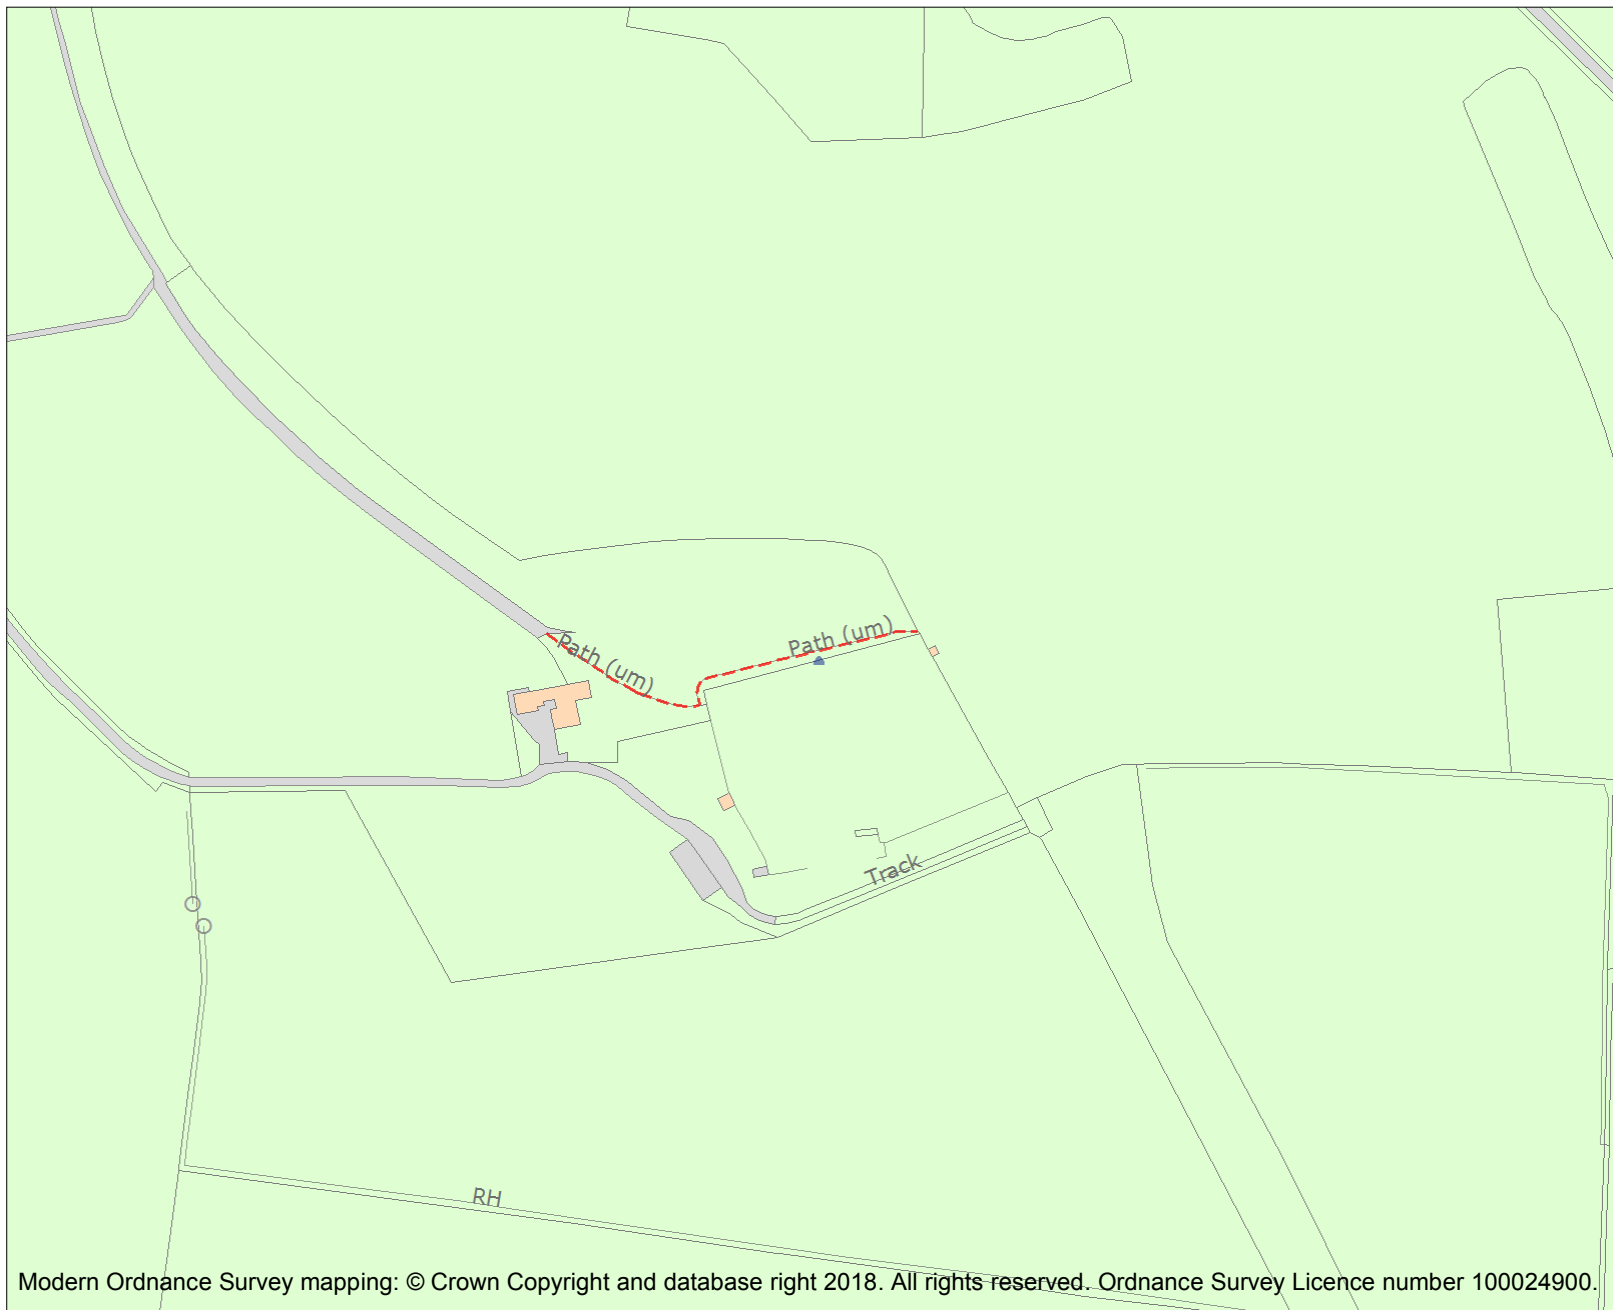 Path (um)
Path (um)
Track
RH
Modern Ordnance Survey mapping: © Crown Copyright and database right 2018. All rights reserved. Ordnance Survey Licence number 100024900.